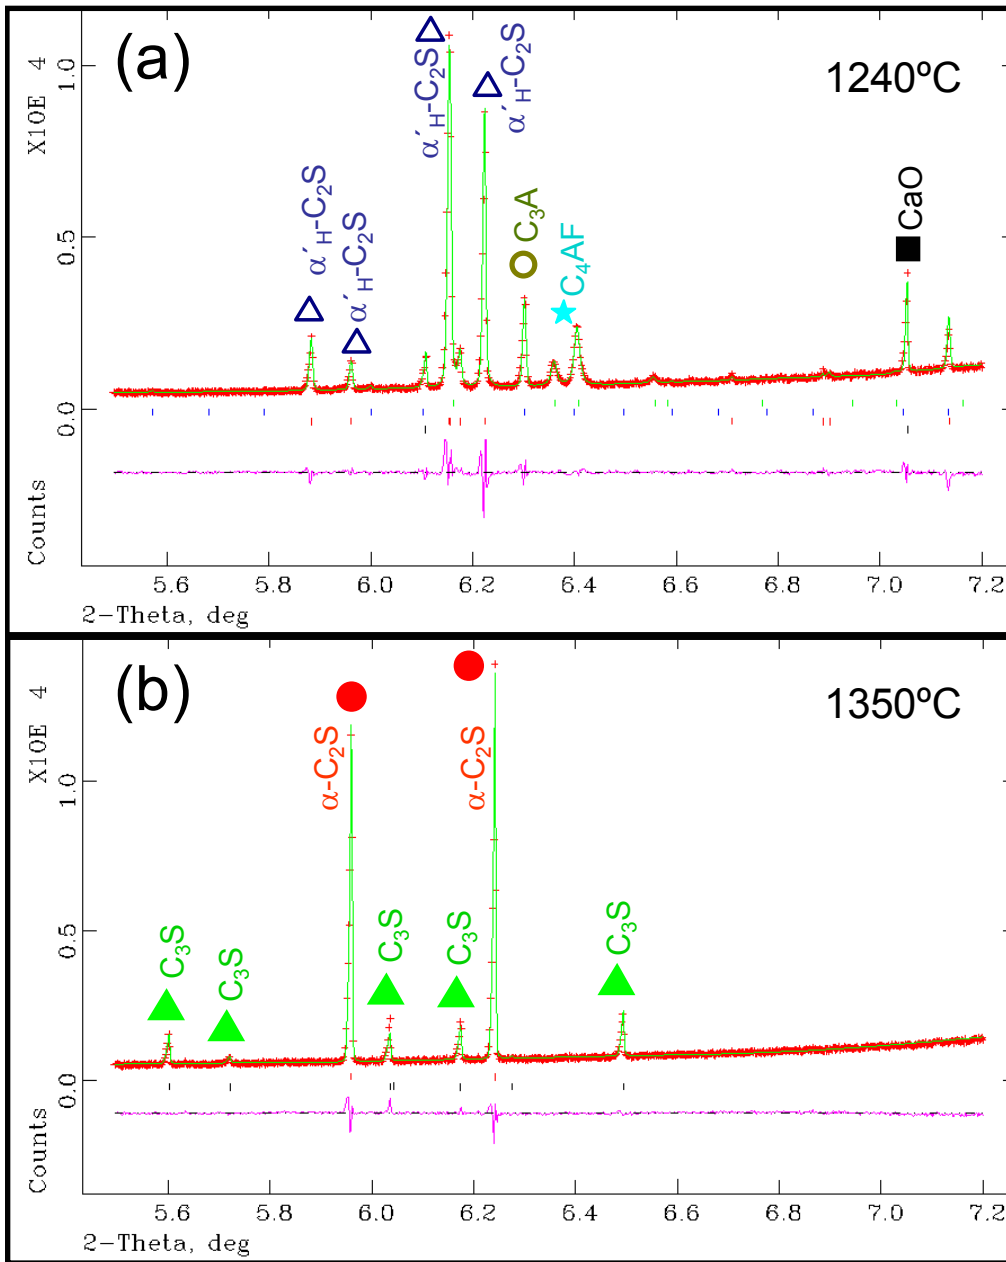 (a)
1240ºC
X10E 4
Counts
1.0
0.5
0.0
α′H-C2S
α′H-C2S
α′H-C2S
α′H-C2S
C3A
C4AF
CaO
5.6 5.8 6.0 6.2 6.4 6.6 6.8 7.0 7.2
2-Theta, deg
(b)
1350ºC
X10E 4
Counts
1.0
0.5
0.0
C3S
C3S
α-C2S
C3S
C3S
α-C2S
C3S
5.6 5.8 6.0 6.2 6.4 6.6 6.8 7.0 7.2
2-Theta, deg